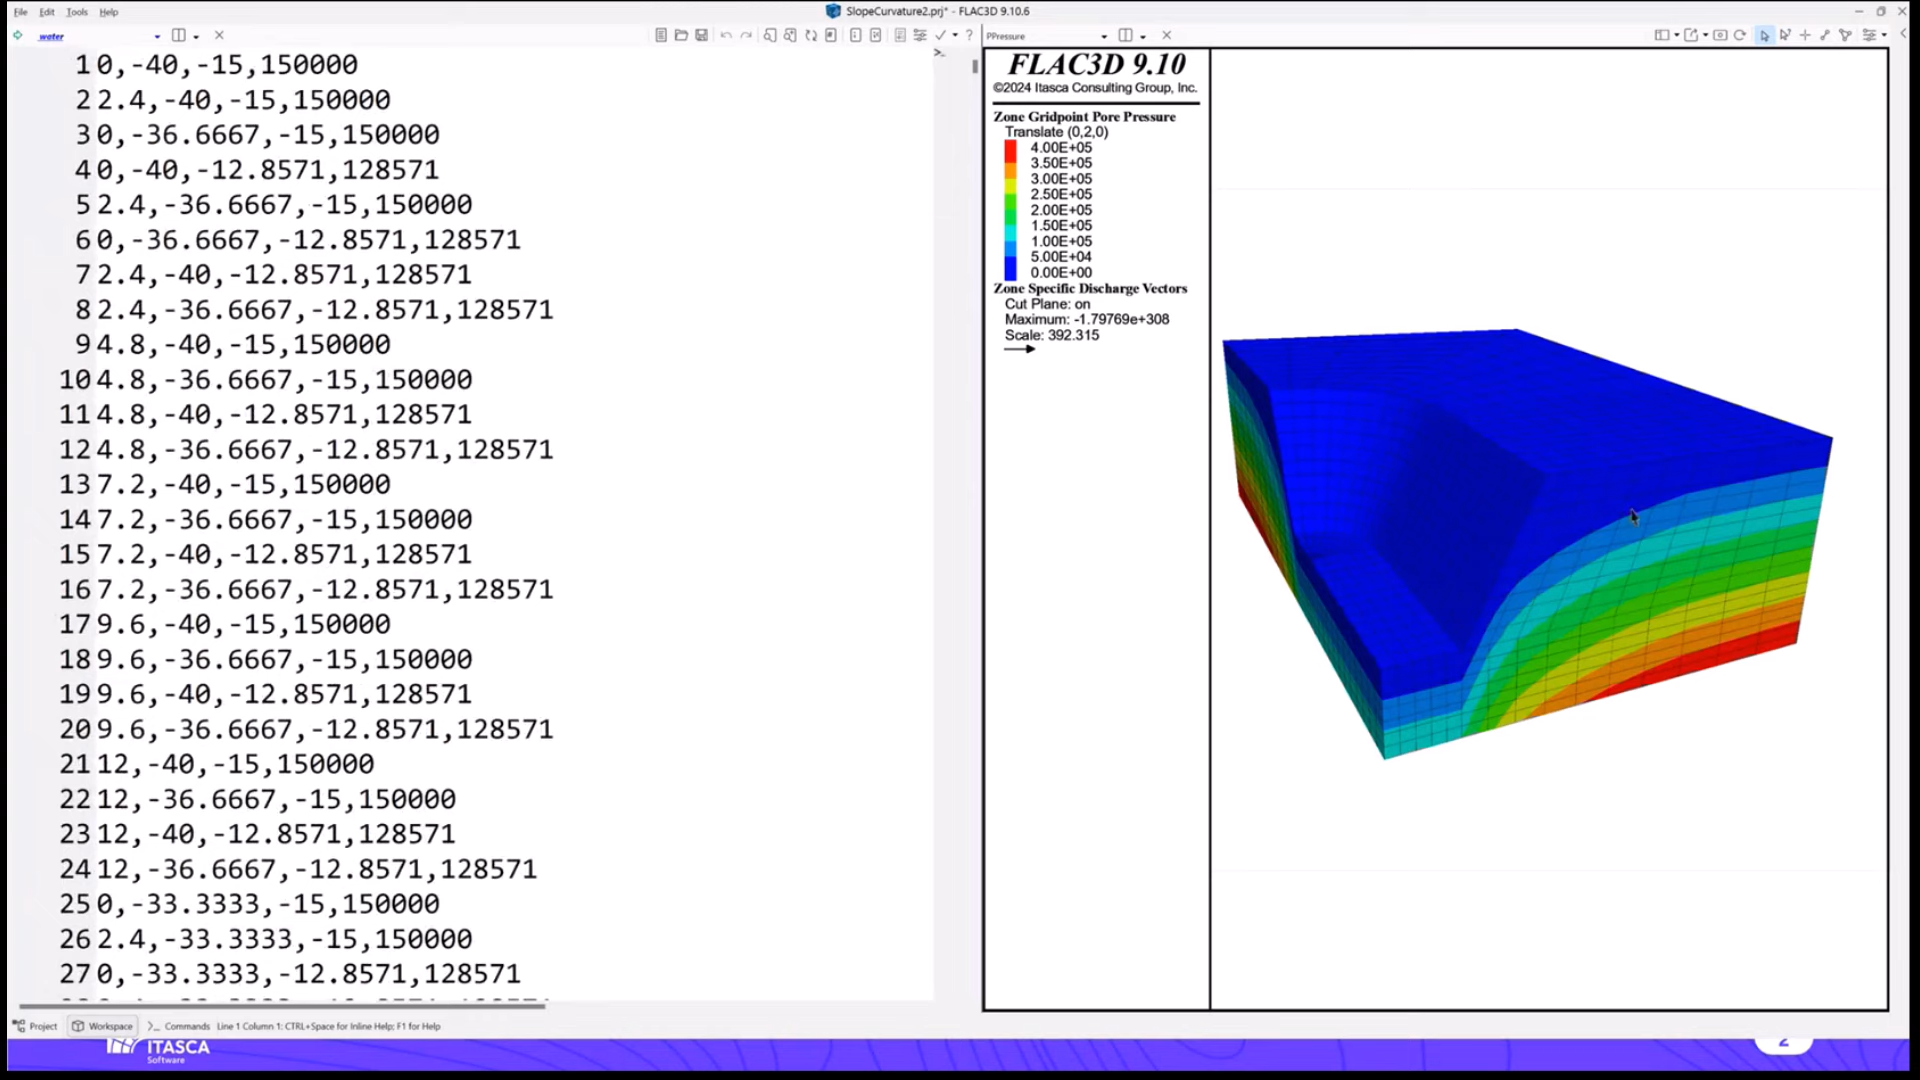 File Edit Tools Help
SlopeCurvature2.prj* - FLAC3D 9.10.6
water
PPressure
1 0,-40,-15,150000
2 2.4,-40,-15,150000
3 0,-36.6667,-15,150000
4 0,-40,-12.8571,128571
5 2.4,-36.6667,-15,150000
6 0,-36.6667,-12.8571,128571
7 2.4,-40,-12.8571,128571
8 2.4,-36.6667,-12.8571,128571
9 4.8,-40,-15,150000
10 4.8,-36.6667,-15,150000
11 4.8,-40,-12.8571,128571
12 4.8,-36.6667,-12.8571,128571
13 7.2,-40,-15,150000
14 7.2,-36.6667,-15,150000
15 7.2,-40,-12.8571,128571
16 7.2,-36.6667,-12.8571,128571
17 9.6,-40,-15,150000
18 9.6,-36.6667,-15,150000
19 9.6,-40,-12.8571,128571
20 9.6,-36.6667,-12.8571,128571
21 12,-40,-15,150000
22 12,-36.6667,-15,150000
23 12,-40,-12.8571,128571
24 12,-36.6667,-12.8571,128571
25 0,-33.3333,-15,150000
26 2.4,-33.3333,-15,150000
27 0,-33.3333,-12.8571,128571
FLAC3D 9.10
©2024 Itasca Consulting Group, Inc.
Zone Gridpoint Pore Pressure
Translate (0,2,0)
4.00E+05
3.50E+05
3.00E+05
2.50E+05
2.00E+05
1.50E+05
1.00E+05
5.00E+04
0.00E+00
Zone Specific Discharge Vectors
Cut Plane: on
Maximum: -1.79769e+308
Scale: 392.315
Project Workspace Commands Line 1 Column 1: CTRL+Space for Inline Help; F1 for Help
ITASCA
Software
2